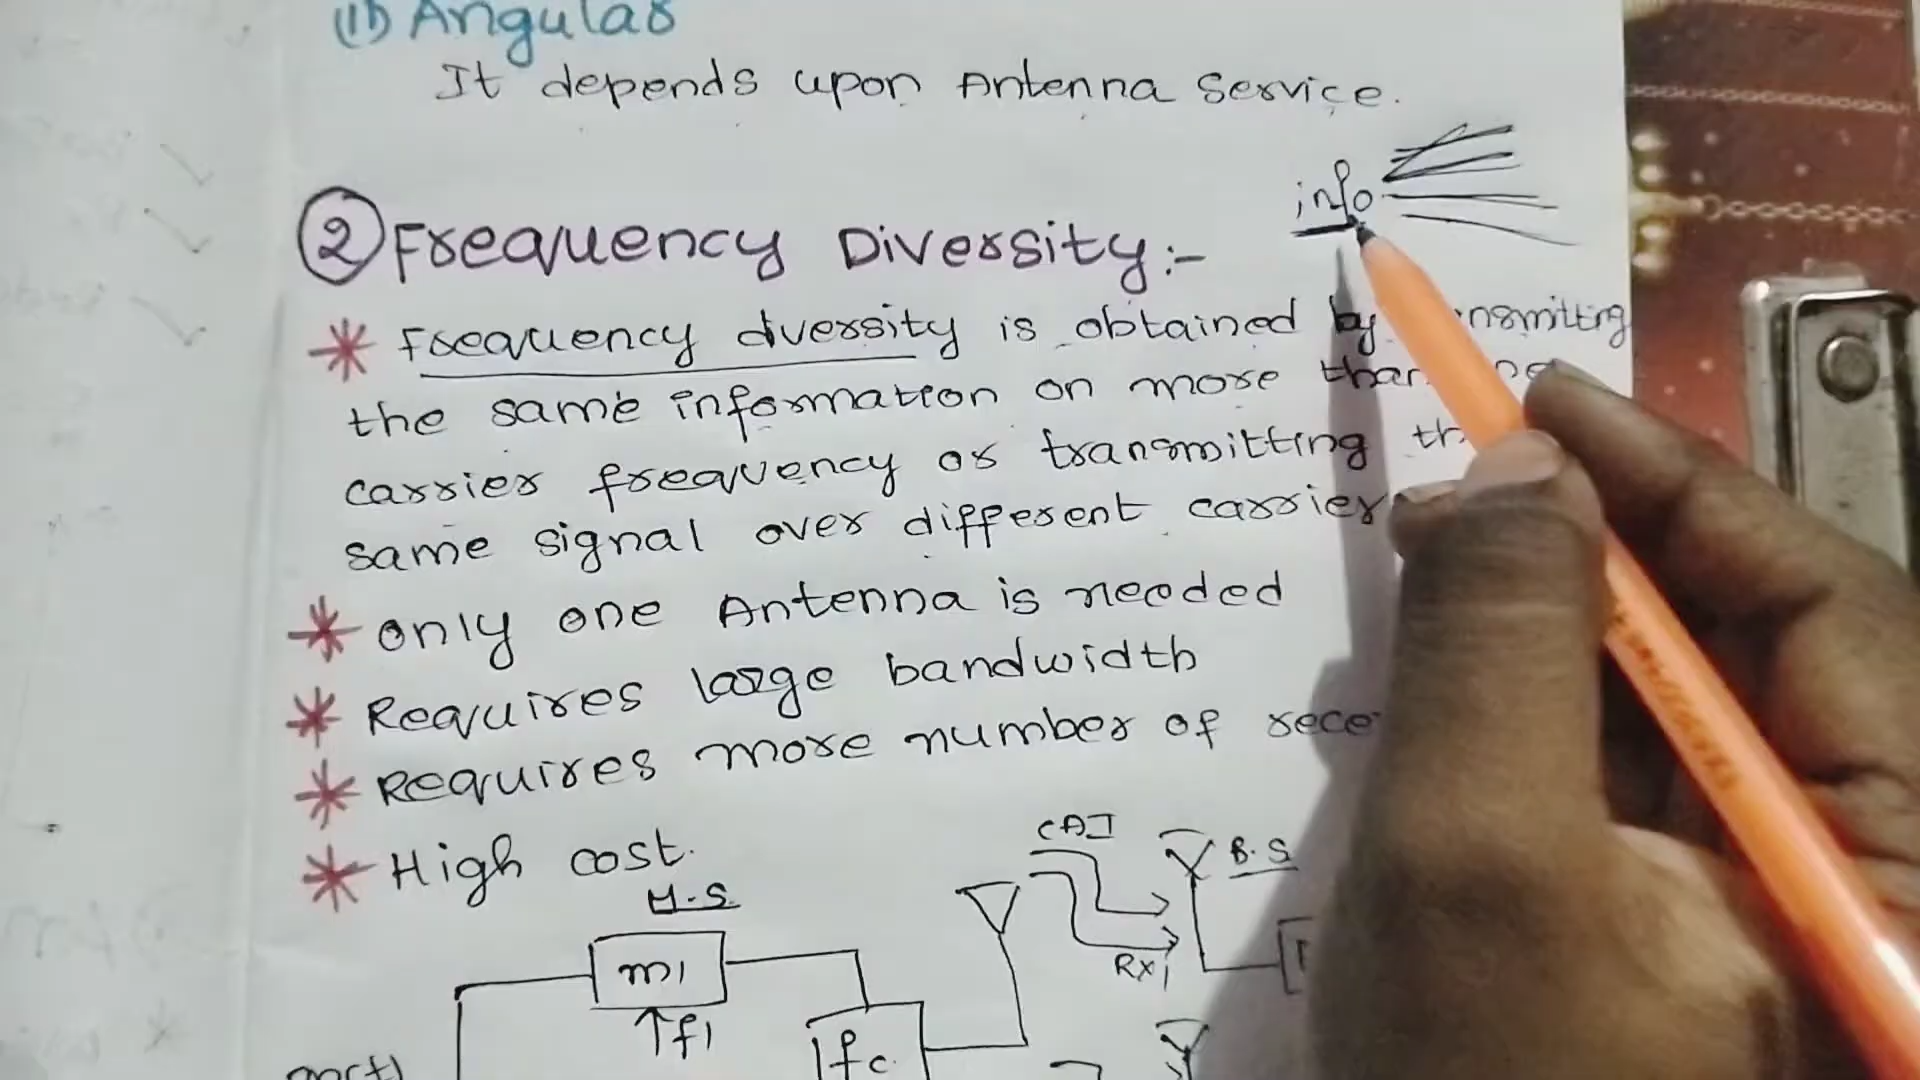 (ii) Angular
It depends upon Antenna Service.
info
② Frequency Diversity:-
* Frequency diversity is obtained by
the same information on more than
carrier frequency or transmitting
same signal over different carrier
* only one Antenna is needed
* Requires large bandwidth
* Requires more number of
* High cost.
M.S.
B.S
m1
Rx
↑f1
fc